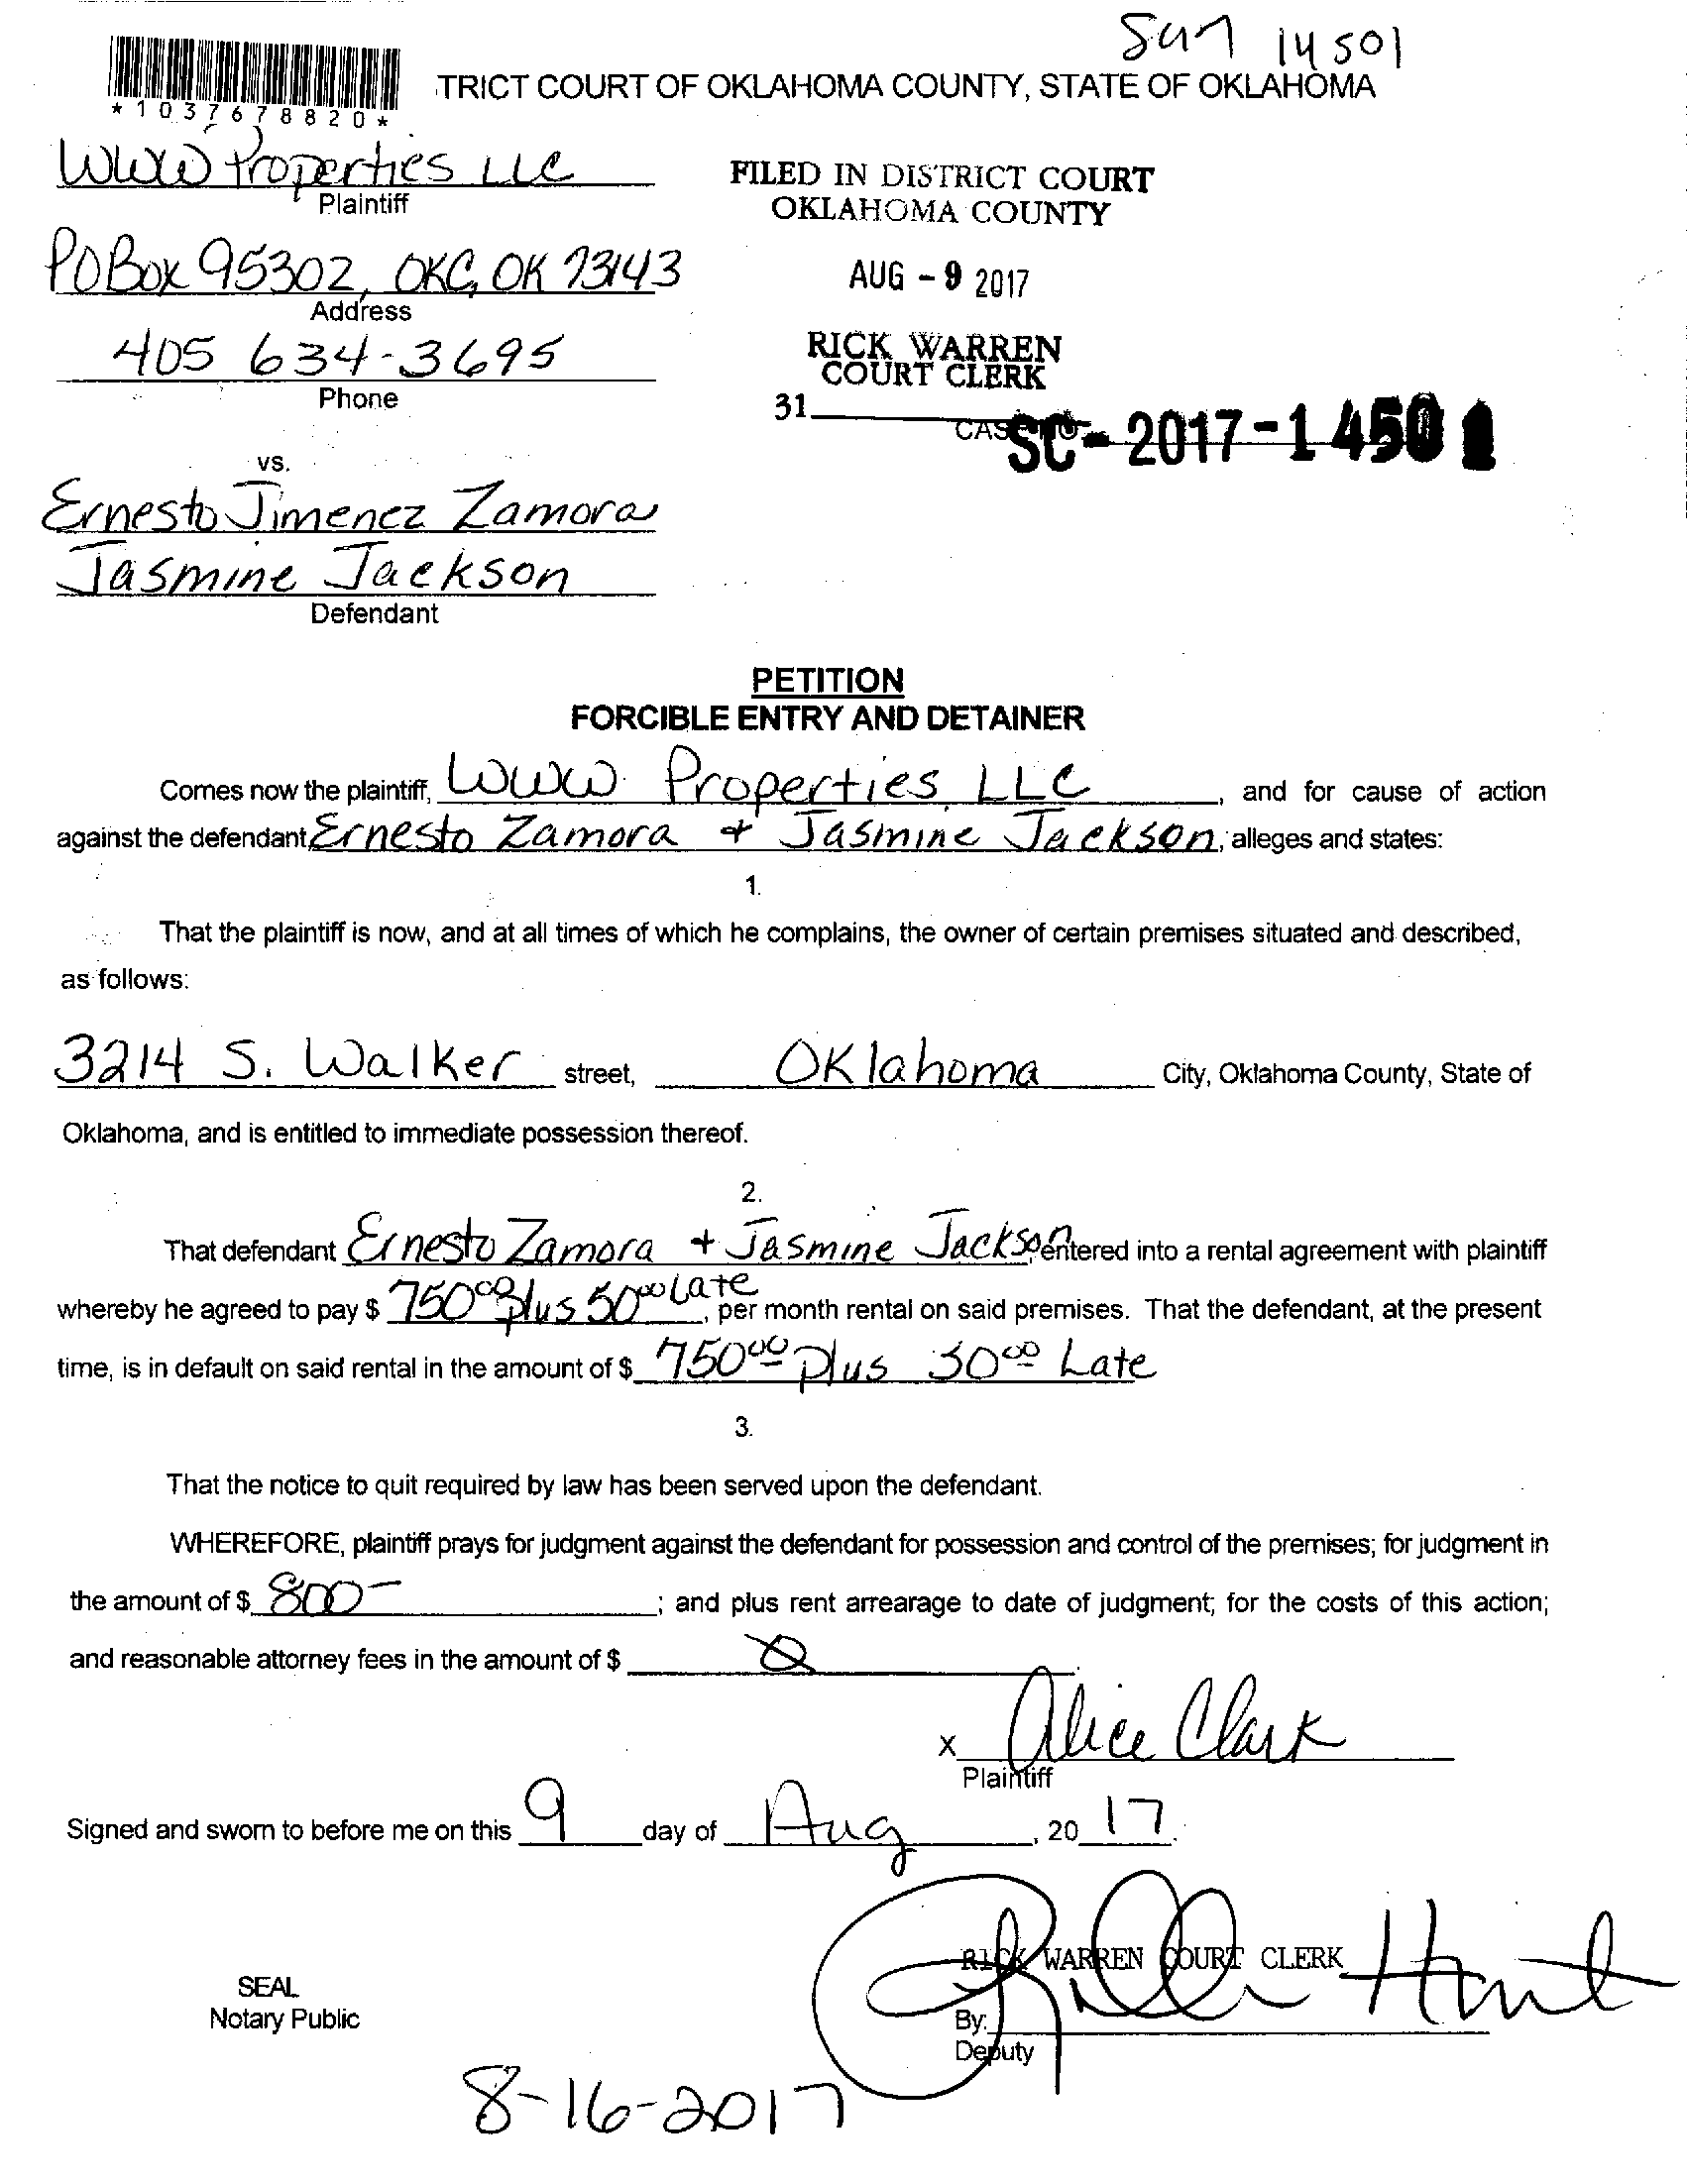 14501
*1037678820*
TRICT COURT OF OKLAHOMA COUNTY, STATE OF OKLAHOMA
WWW Properties LLC
Plaintiff
FILED IN DISTRICT COURT
OKLAHOMA COUNTY
PO Box 95302, OKC, OK 73143
Address
AUG - 9 2017
405 634-3695
Phone
RICK WARREN
COURT CLERK
31
SC-2017-14501
vs.
Ernesto Jimenez Zamora
Jasmine Jackson
Defendant
PETITION
FORCIBLE ENTRY AND DETAINER
Comes now the plaintiff, WWW Properties LLC, and for cause of action
against the defendant Ernesto Zamora + Jasmine Jackson, alleges and states:
1.
That the plaintiff is now, and at all times of which he complains, the owner of certain premises situated and described,
as follows:
3214 S. Walker street, Oklahoma City, Oklahoma County, State of
Oklahoma, and is entitled to immediate possession thereof.
2.
That defendant Ernesto Zamora + Jasmine Jackson, entered into a rental agreement with plaintiff
whereby he agreed to pay $ 750.00 plus 50.00 Late, per month rental on said premises. That the defendant, at the present
time, is in default on said rental in the amount of $ 750.00 plus 50.00 Late
3.
That the notice to quit required by law has been served upon the defendant.
WHEREFORE, plaintiff prays for judgment against the defendant for possession and control of the premises; for judgment in
the amount of $ 800-; and plus rent arrearage to date of judgment; for the costs of this action;
and reasonable attorney fees in the amount of $
X Alice Clark
Plaintiff
Signed and sworn to before me on this 9 day of Aug, 20 17.
RICK WARREN COURT CLERK
SEAL
Notary Public
By:
Deputy
8-16-2017